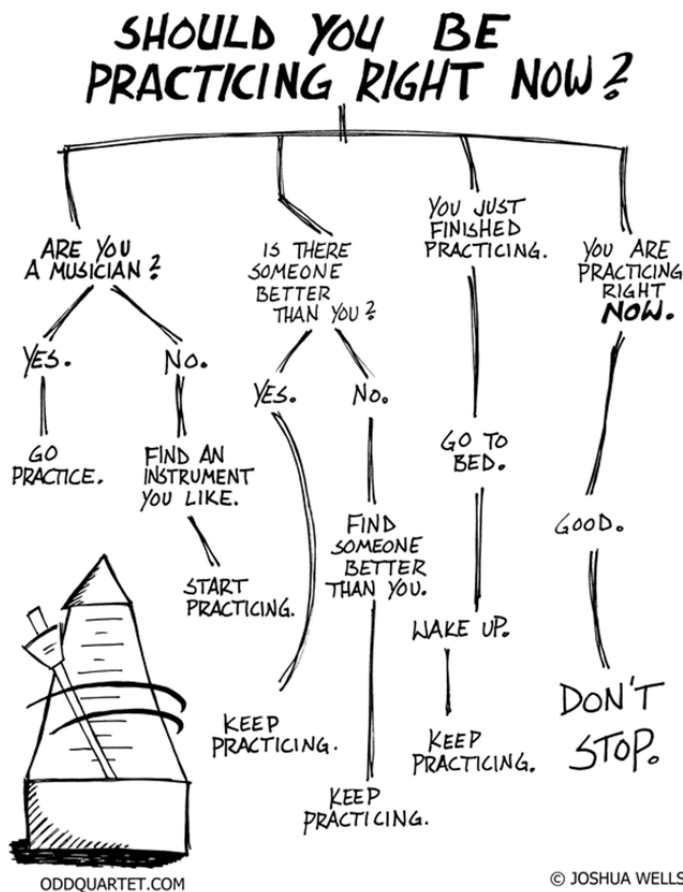 SHOULD YOU BE
PRACTICING RIGHT NOW?
ARE YOU
A MUSICIAN?
YES.
GO
PRACTICE.
NO.
FIND AN
INSTRUMENT
YOU LIKE.
START
PRACTICING.
IS THERE
SOMEONE
BETTER
THAN YOU?
YES.
KEEP
PRACTICING.
NO.
FIND
SOMEONE
BETTER
THAN YOU.
KEEP
PRACTICING.
YOU JUST
FINISHED
PRACTICING.
GO TO
BED.
WAKE UP.
KEEP
PRACTICING.
YOU ARE
PRACTICING
RIGHT
NOW.
GOOD.
DON'T
STOP.
ODDQUARTET.COM
© JOSHUA WELLS